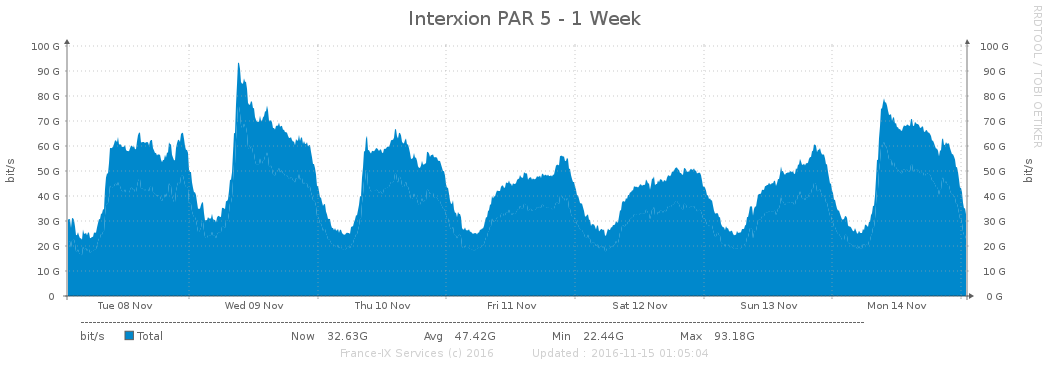 Interxion PAR 5 - 1 Week
RRDTOOL / TOBI OETIKER
bit/s
bit/s
100 G 100 G
90 G 90 G
80 G 80 G
70 G 70 G
60 G 60 G
50 G 50 G
40 G 40 G
30 G 30 G
20 G 20 G
10 G 10 G
0 0 G
Tue 08 Nov Wed 09 Nov Thu 10 Nov Fri 11 Nov Sat 12 Nov Sun 13 Nov Mon 14 Nov
bit/s Total Now 32.63G Avg 47.42G Min 22.44G Max 93.18G
France-IX Services (c) 2016 Updated : 2016-11-15 01:05:04